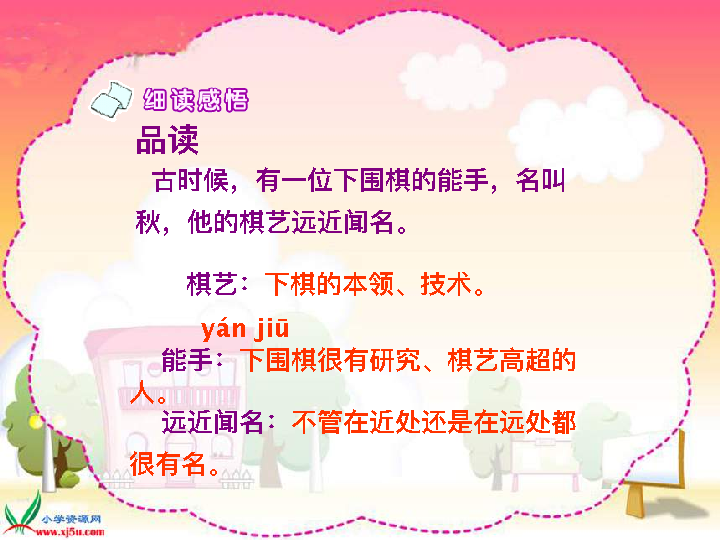 细读感悟
品读
古时候，有一位下围棋的能手，名叫
秋，他的棋艺远近闻名。
棋艺：下棋的本领、技术。
yán jiū
能手：下围棋很有研究、棋艺高超的
人。
远近闻名：不管在近处还是在远处都
很有名。
小学资源网
www.xj5u.com